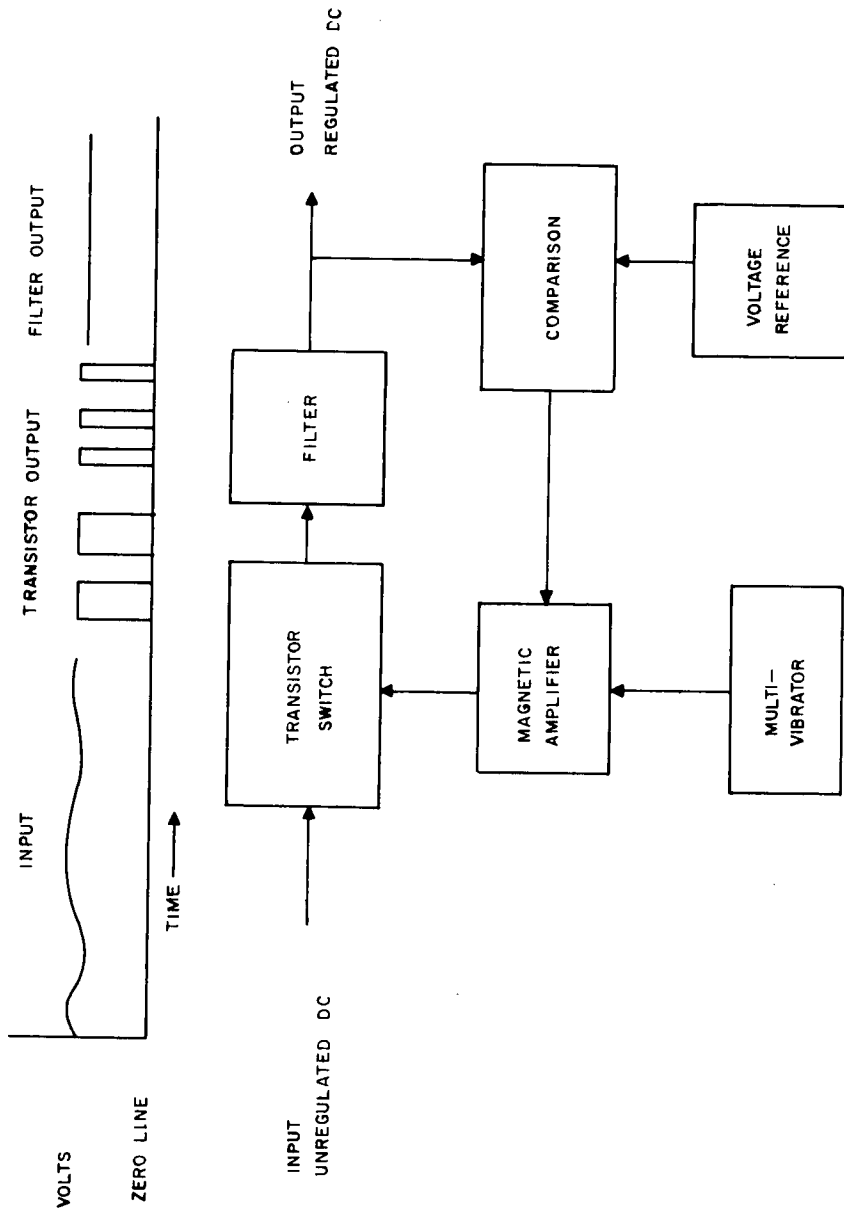 INPUT
TRANSISTOR OUTPUT
FILTER OUTPUT
VOLTS
ZERO LINE
TIME
INPUT
UNREGULATED DC
TRANSISTOR
SWITCH
FILTER
OUTPUT
REGULATED DC
MAGNETIC
AMPLIFIER
COMPARISON
MULTI-
VIBRATOR
VOLTAGE
REFERENCE